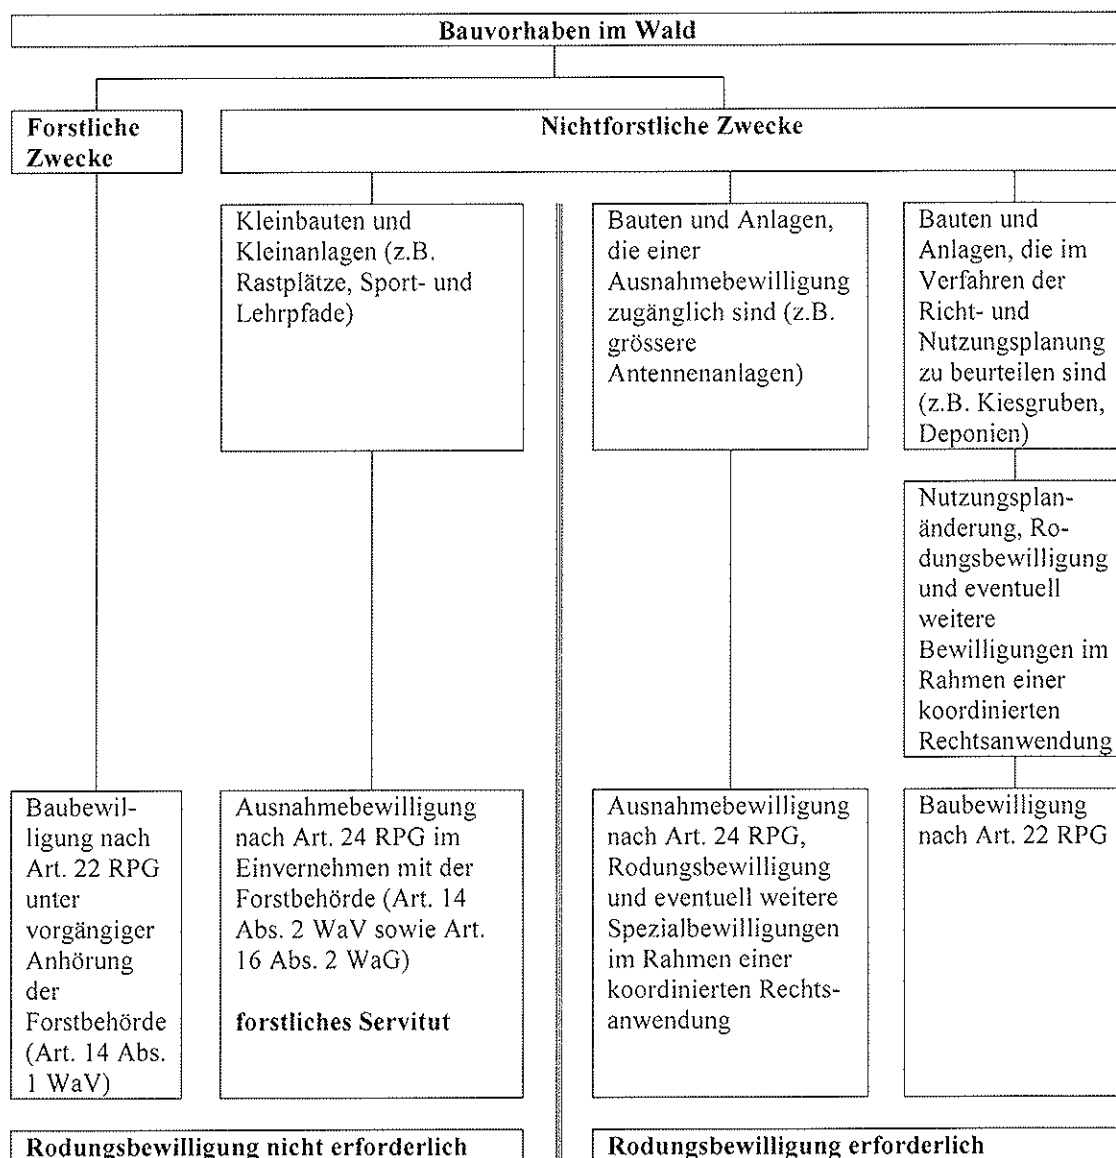 Bauvorhaben im Wald
Forstliche
Zwecke
Nichtforstliche Zwecke
Kleinbauten und
Kleinanlagen (z.B.
Rastplätze, Sport- und
Lehrpfade)
Bauten und Anlagen,
die einer
Ausnahmebewilligung
zugänglich sind (z.B.
grössere
Antennenanlagen)
Bauten und
Anlagen, die im
Verfahren der
Richt- und
Nutzungsplanung
zu beurteilen sind
(z.B. Kiesgruben,
Deponien)
Nutzungsplan-
änderung, Ro-
dungsbewilligung
und eventuell
weitere
Bewilligungen im
Rahmen einer
koordinierten
Rechtsanwendung
Baubewil-
ligung nach
Art. 22 RPG
unter
vorgängiger
Anhörung
der
Forstbehörde
(Art. 14 Abs.
1 WaV)
Ausnahmebewilligung
nach Art. 24 RPG im
Einvernehmen mit der
Forstbehörde (Art. 14
Abs. 2 WaV sowie Art.
16 Abs. 2 WaG)
forstliches Servitut
Ausnahmebewilligung
nach Art. 24 RPG,
Rodungsbewilligung
und eventuell weitere
Spezialbewilligungen
im Rahmen einer
koordinierten Rechts-
anwendung
Baubewilligung
nach Art. 22 RPG
Rodungsbewilligung nicht erforderlich
Rodungsbewilligung erforderlich